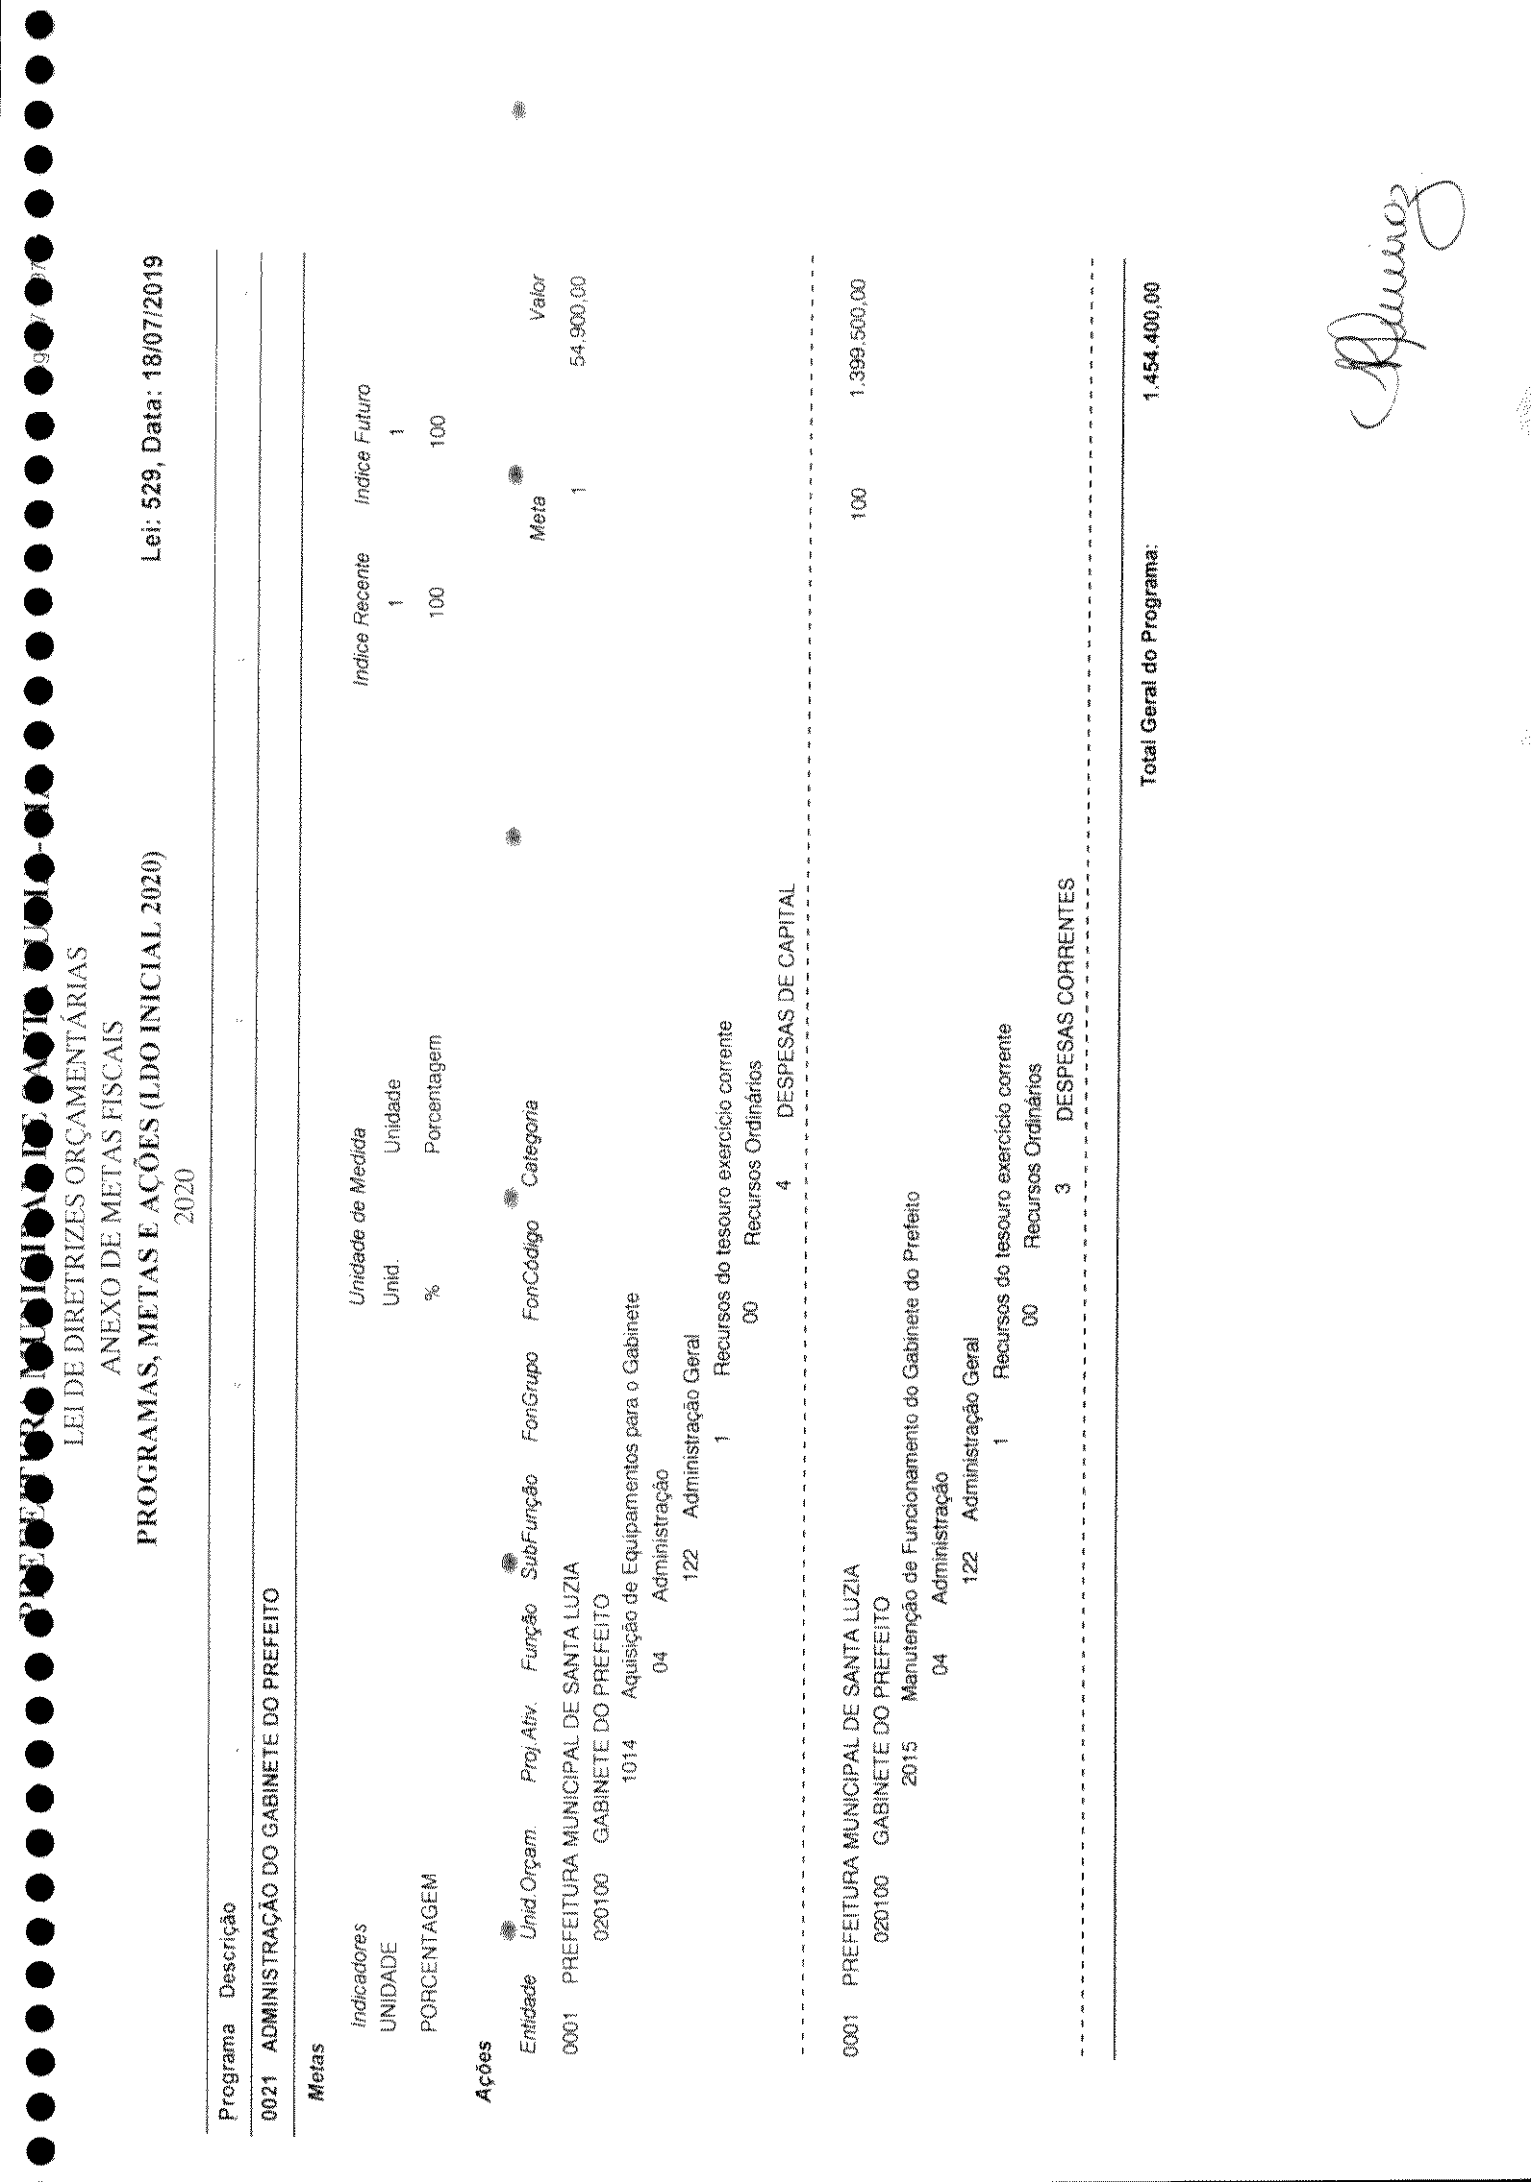 LEI DE DIRETRIZES ORÇAMENTÁRIAS
ANEXO DE METAS FISCAIS
PROGRAMAS, METAS E AÇÕES (LDO INICIAL 2020) Lei: 529, Data: 18/07/2019
2020
Programa Descrição
0021 ADMINISTRAÇÃO DO GABINETE DO PREFEITO
Metas
Indicadores Unidade de Medida Indice Recente Indice Futuro
UNIDADE Unid. Unidade 1 1
PORCENTAGEM % Porcentagem 100 100
Ações
Entidade Unid.Orçam. Proj.Ativ. Função SubFunção FonGrupo FonCódigo Categoria Meta Valor
0001 PREFEITURA MUNICIPAL DE SANTA LUZIA 1 54.900,00
020100 GABINETE DO PREFEITO
1014 Aquisição de Equipamentos para o Gabinete
04 Administração
122 Administração Geral
1 Recursos do tesouro exercício corrente
00 Recursos Ordinários
4 DESPESAS DE CAPITAL
0001 PREFEITURA MUNICIPAL DE SANTA LUZIA 100 1.399.500,00
020100 GABINETE DO PREFEITO
2015 Manutenção de Funcionamento do Gabinete do Prefeito
04 Administração
122 Administração Geral
1 Recursos do tesouro exercício corrente
00 Recursos Ordinários
3 DESPESAS CORRENTES
Total Geral do Programa: 1.454.400,00